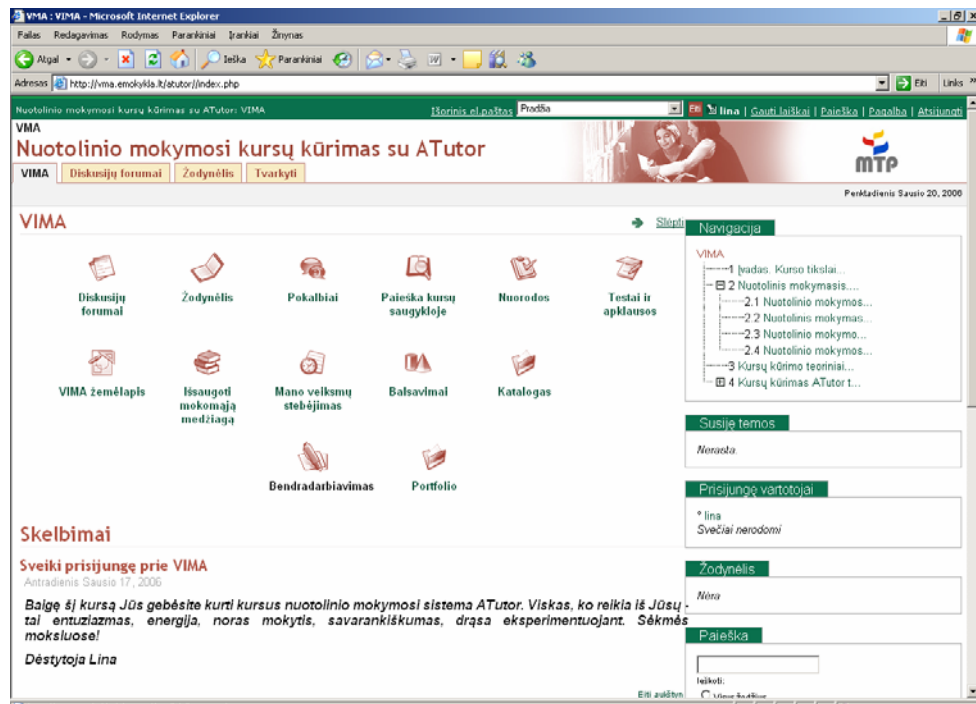 VMA : VIMA - Microsoft Internet Explorer
Failas Redagavimas Rodymas Parankiniai Įrankiai Žinynas
Atgal Ieška Parankiniai
Adresas http://vma.emokykla.lt/atutor//index.php Eiti Links
Nuotolinio mokymosi kursų kūrimas su ATutor: VIMA Išorinis el.paštas Pradžia Eiti lina | Gauti laiškai | Paieška | Pagalba | Atsijungti
VMA
Nuotolinio mokymosi kursų kūrimas su ATutor
MTP
VIMA Diskusijų forumai Žodynėlis Tvarkyti
Penktadienis Sausio 20, 2006
VIMA
Slėpti
Diskusijų forumai
Žodynėlis
Pokalbiai
Paieška kursų saugykloje
Nuorodos
Testai ir apklausos
VIMA žemėlapis
Išsaugoti mokomąją medžiagą
Mano veiksmų stebėjimas
Balsavimai
Katalogas
Bendradarbiavimas
Portfolio
Skelbimai
Sveiki prisijungę prie VIMA
Antradienis Sausio 17, 2006
Baigę šį kursą Jūs gebėsite kurti kursus nuotolinio mokymosi sistema ATutor. Viskas, ko reikia iš Jūsų -
tai entuziazmas, energija, noras mokytis, savarankiškumas, drąsa eksperimentuojant. Sėkmės
moksluose!
Dėstytoja Lina
Eiti aukštyn
Navigacija
VIMA
1 Įvadas. Kurso tikslai...
2 Nuotolinis mokymasis....
2.1 Nuotolinio mokymos...
2.2 Nuotolinis mokymas...
2.3 Nuotolinio mokymo...
2.4 Nuotolinio mokymos...
3 Kursų kūrimo teoriniai...
4 Kursų kūrimas ATutor t...
Susiję temos
Nerasta.
Prisijungę vartotojai
° lina
Svečiai nerodomi
Žodynėlis
Nėra
Paieška
Ieškoti:
Visus žodžius